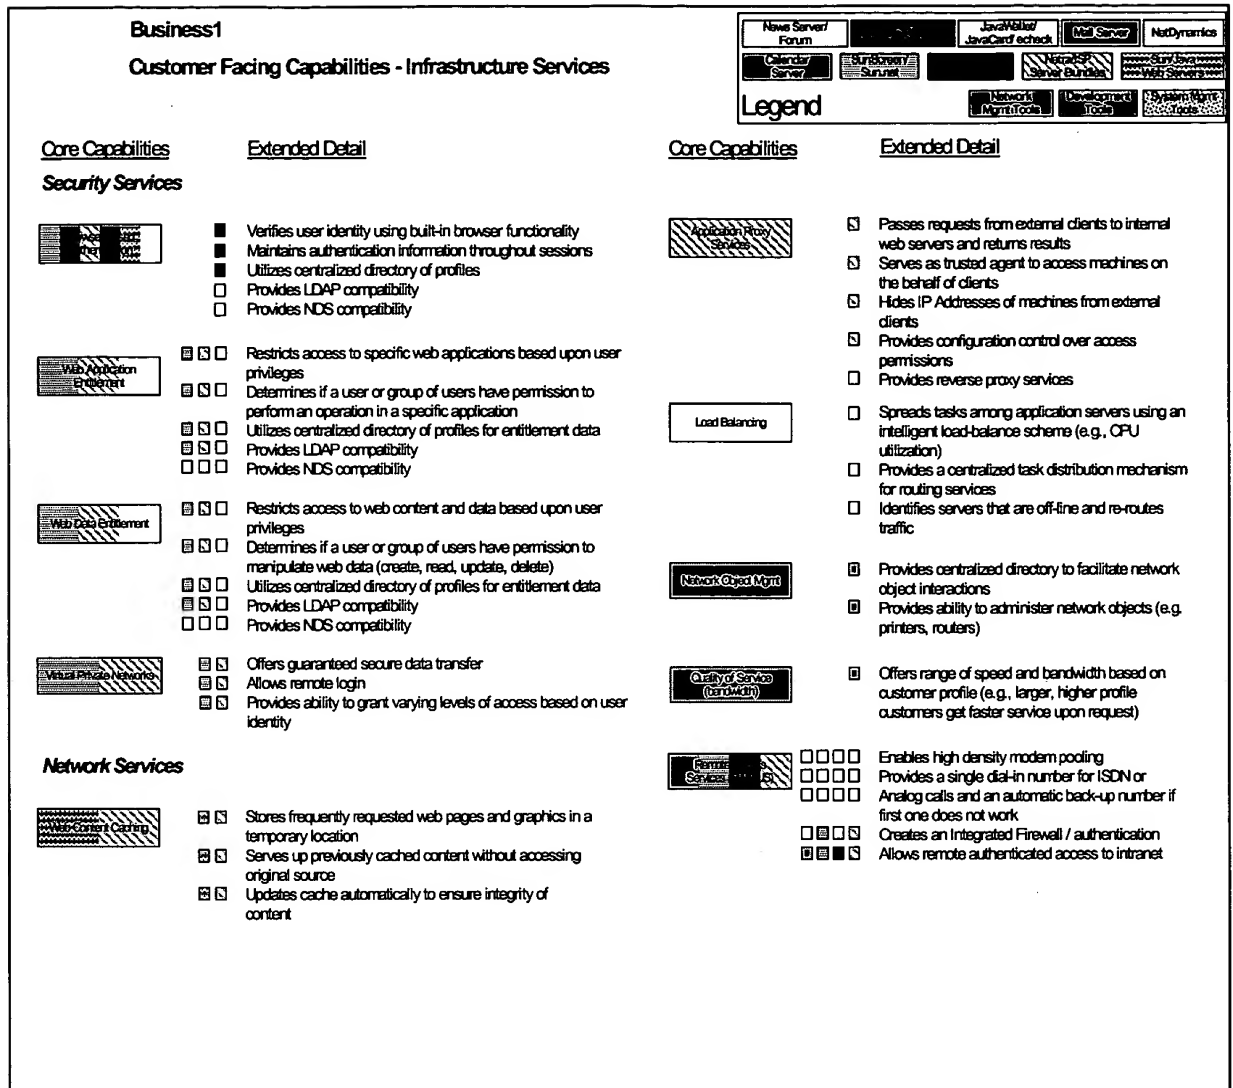 Business1
Customer Facing Capabilities - Infrastructure Services
News Server/
Forum
JavaWallet/
JavaCard/echeck
Mail Server
NetDynamics
Calendar
Server
SunScreen/
Sun.net
Netra ISP
Server Bundles
Sun/Java
Web Servers
Legend
Network
Mgmt Tools
Development
Tools
System Mgmt
Tools
Core Capabilities
Extended Detail
Security Services
Verifies user identity using built-in browser functionality
Maintains authentication information throughout sessions
Utilizes centralized directory of profiles
Provides LDAP compatibility
Provides NDS compatibility
Web Application
Entitlement
Restricts access to specific web applications based upon user
privileges
Determines if a user or group of users have permission to
perform an operation in a specific application
Utilizes centralized directory of profiles for entitlement data
Provides LDAP compatibility
Provides NDS compatibility
Web Data Entitlement
Restricts access to web content and data based upon user
privileges
Determines if a user or group of users have permission to
manipulate web data (create, read, update, delete)
Utilizes centralized directory of profiles for entitlement data
Provides LDAP compatibility
Provides NDS compatibility
Virtual Private Networks
Offers guaranteed secure data transfer
Allows remote login
Provides ability to grant varying levels of access based on user
identity
Network Services
Web Content Caching
Stores frequently requested web pages and graphics in a
temporary location
Serves up previously cached content without accessing
original source
Updates cache automatically to ensure integrity of
content
Core Capabilities
Extended Detail
Application Proxy
Services
Passes requests from external clients to internal
web servers and returns results
Serves as trusted agent to access machines on
the behalf of clients
Hides IP Addresses of machines from external
clients
Provides configuration control over access
permissions
Provides reverse proxy services
Load Balancing
Spreads tasks among application servers using an
intelligent load-balance scheme (e.g., CPU
utilization)
Provides a centralized task distribution mechanism
for routing services
Identifies servers that are off-line and re-routes
traffic
Network Object Mgmt
Provides centralized directory to facilitate network
object interactions
Provides ability to administer network objects (e.g.
printers, routers)
Quality of Service
(bandwidth)
Offers range of speed and bandwidth based on
customer profile (e.g., larger, higher profile
customers get faster service upon request)
Remote
Services
Enables high density modem pooling
Provides a single dial-in number for ISDN or
Analog calls and an automatic back-up number if
first one does not work
Creates an Integrated Firewall / authentication
Allows remote authenticated access to intranet